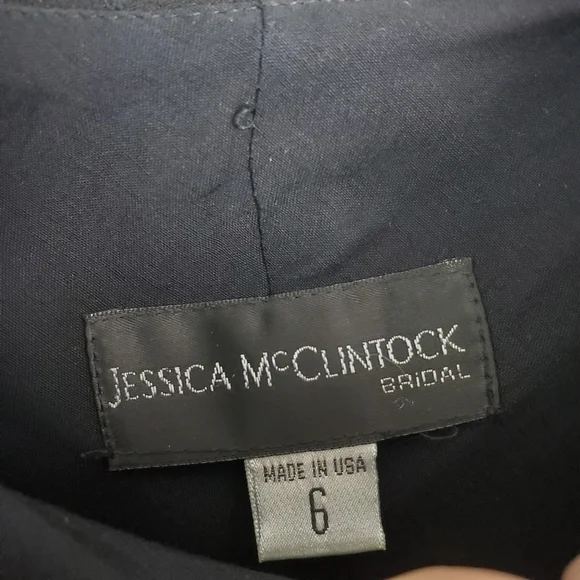 JESSICA McCLINTOCK
BRIDAL
MADE IN USA
6